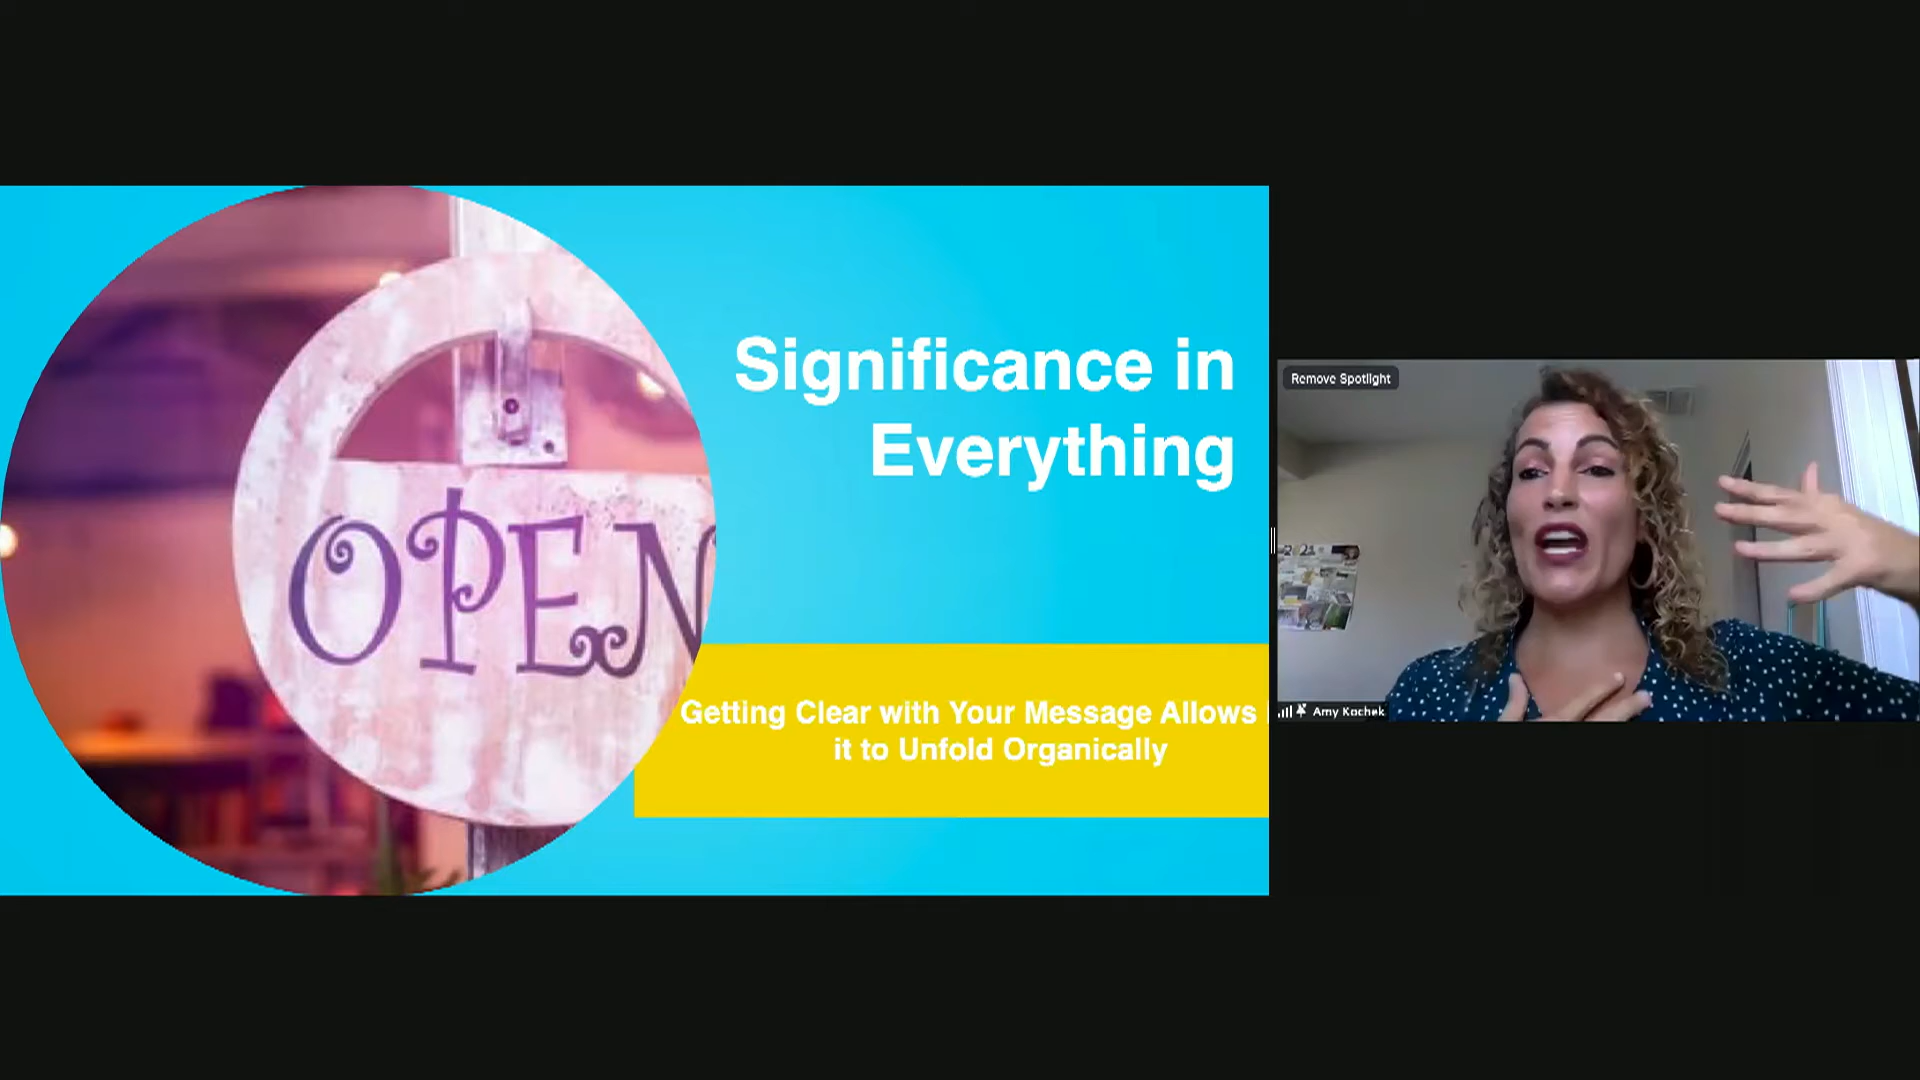 OPEN
Significance in
Everything
Getting Clear with Your Message Allows
it to Unfold Organically
Remove Spotlight
Amy Kochek